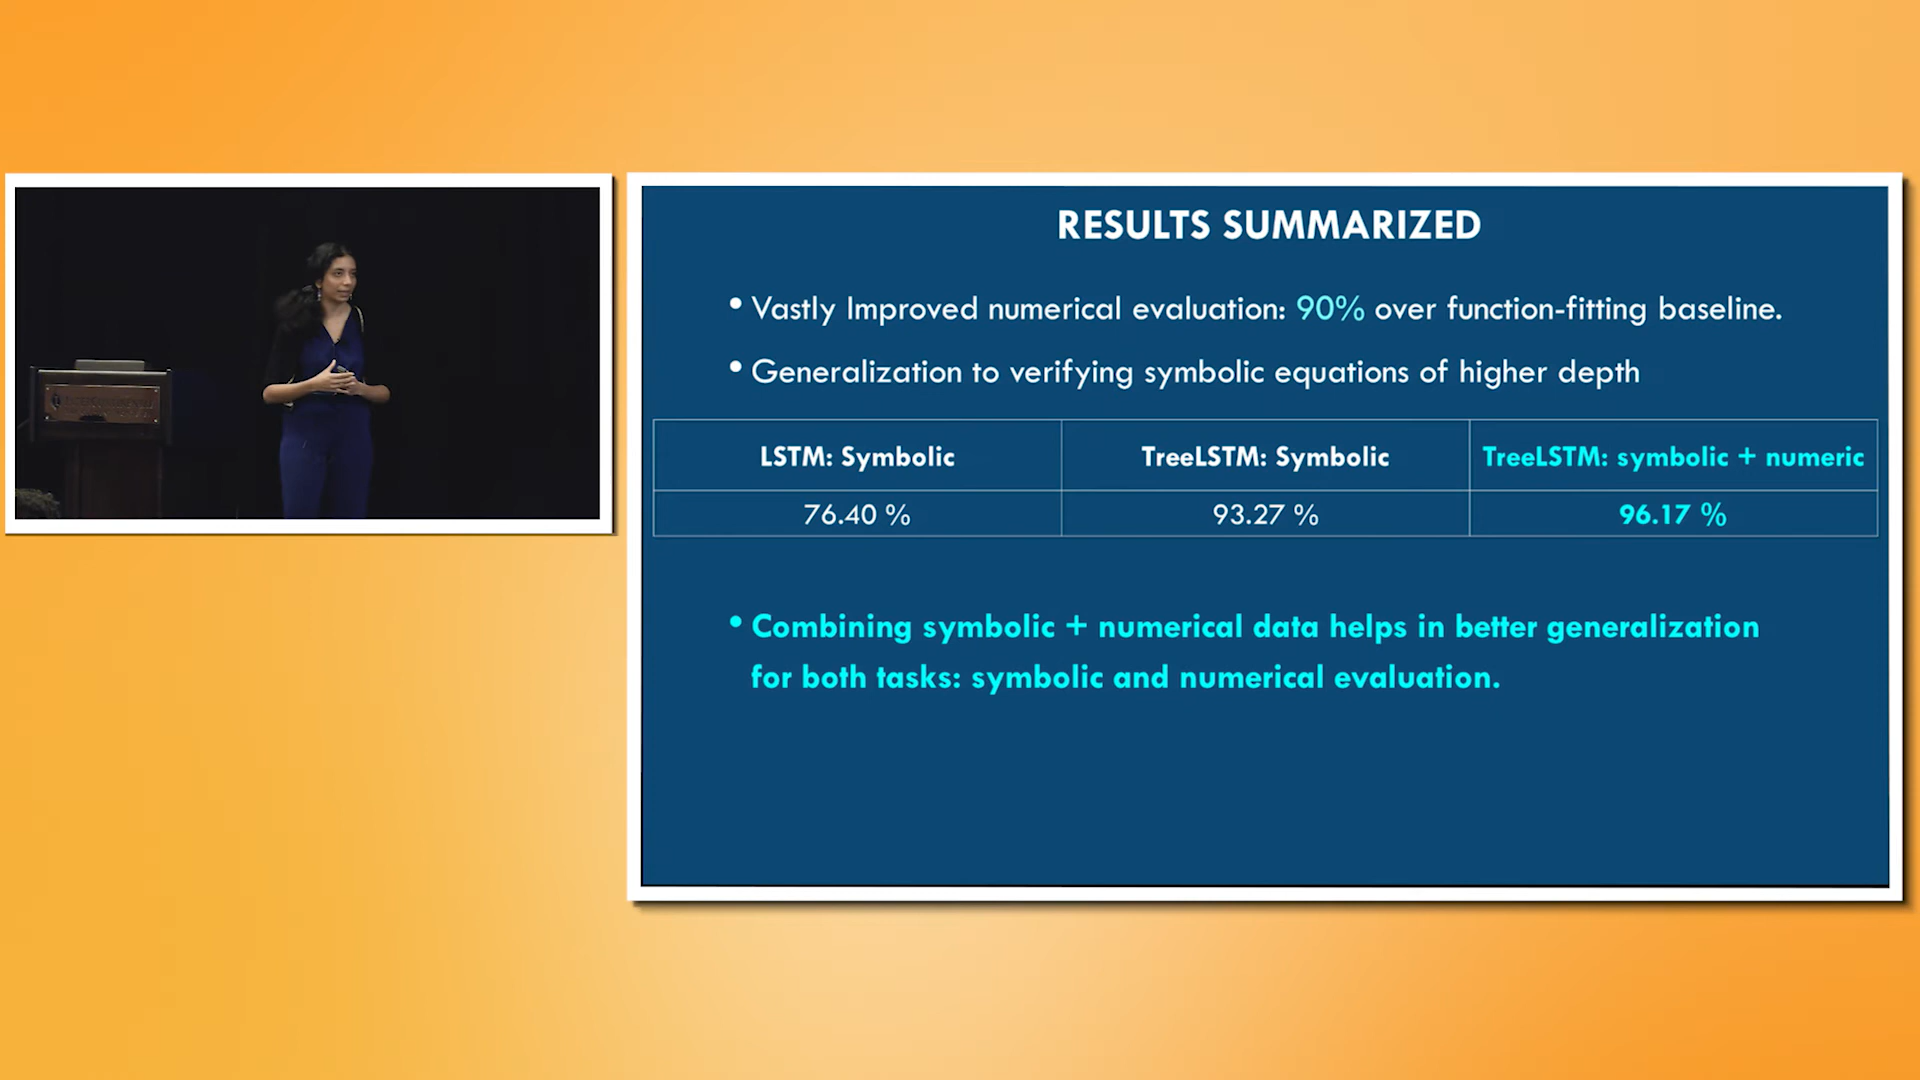 RESULTS SUMMARIZED
• Vastly Improved numerical evaluation: 90% over function-fitting baseline.
• Generalization to verifying symbolic equations of higher depth
LSTM: Symbolic TreeLSTM: Symbolic TreeLSTM: symbolic + numeric
76.40 % 93.27 % 96.17 %
• Combining symbolic + numerical data helps in better generalization
for both tasks: symbolic and numerical evaluation.